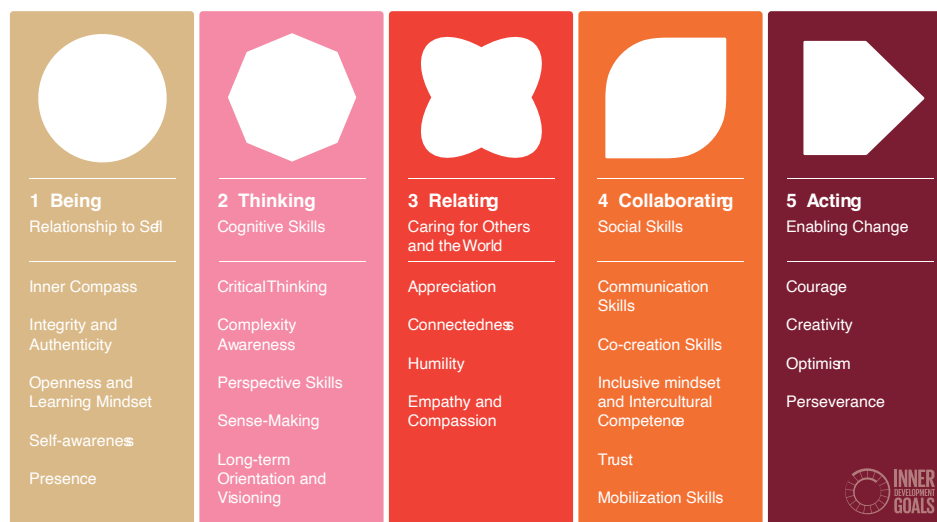 1 Being
Relationship to Self
Inner Compass
Integrity and
Authenticity
Openness and
Learning Mindset
Self-awareness
Presence
2 Thinking
Cognitive Skills
Critical Thinking
Complexity
Awareness
Perspective Skills
Sense-Making
Long-term
Orientation and
Visioning
3 Relating
Caring for Others
and the World
Appreciation
Connectedness
Humility
Empathy and
Compassion
4 Collaborating
Social Skills
Communication
Skills
Co-creation Skills
Inclusive mindset
and Intercultural
Competence
Trust
Mobilization Skills
5 Acting
Enabling Change
Courage
Creativity
Optimism
Perseverance
INNER
DEVELOPMENT
GOALS